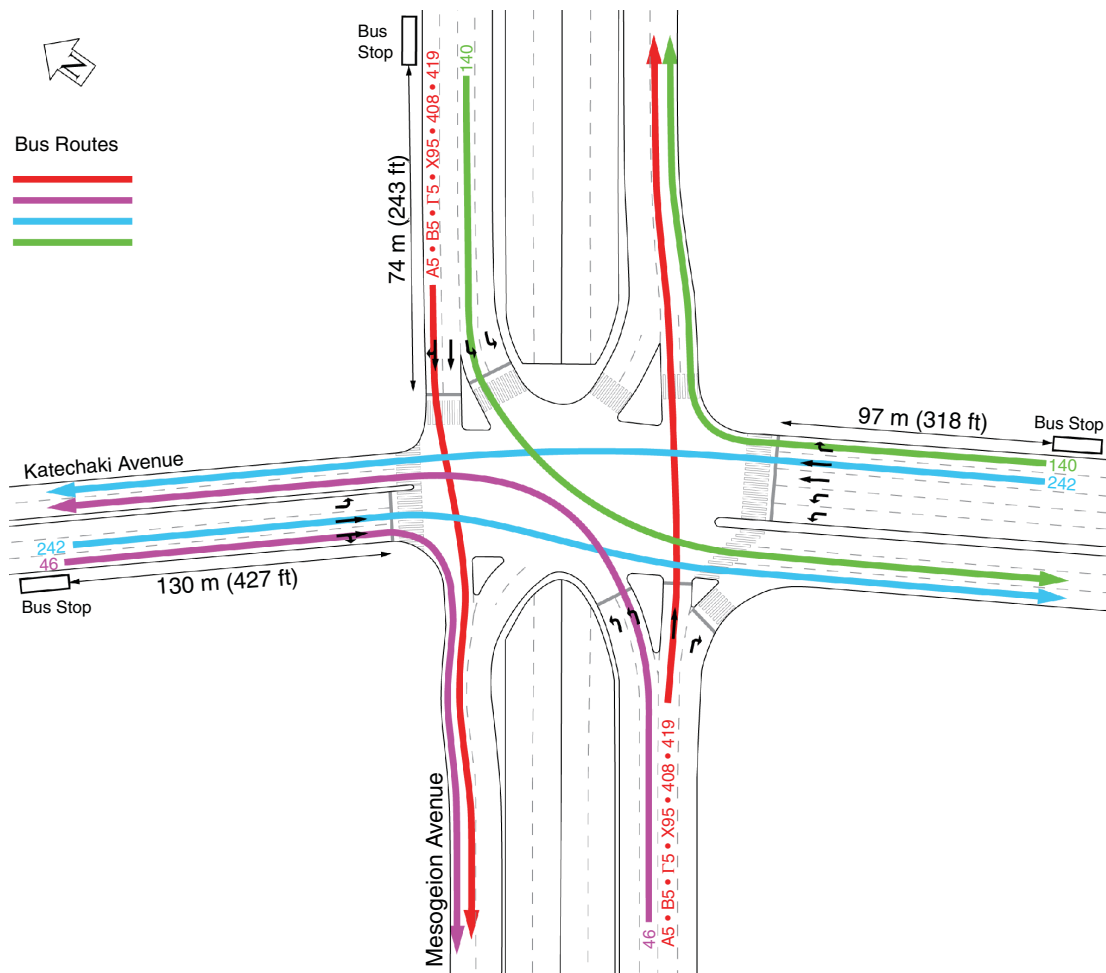 Bus
Stop
N
Bus Routes
140
A5 • B5 • Γ5 • X95 • 408 • 419
74 m (243 ft)
97 m (318 ft)
Bus Stop
Katechaki Avenue
140
242
242
46
130 m (427 ft)
Bus Stop
Mesogeion Avenue
46
A5 • B5 • Γ5 • X95 • 408 • 419